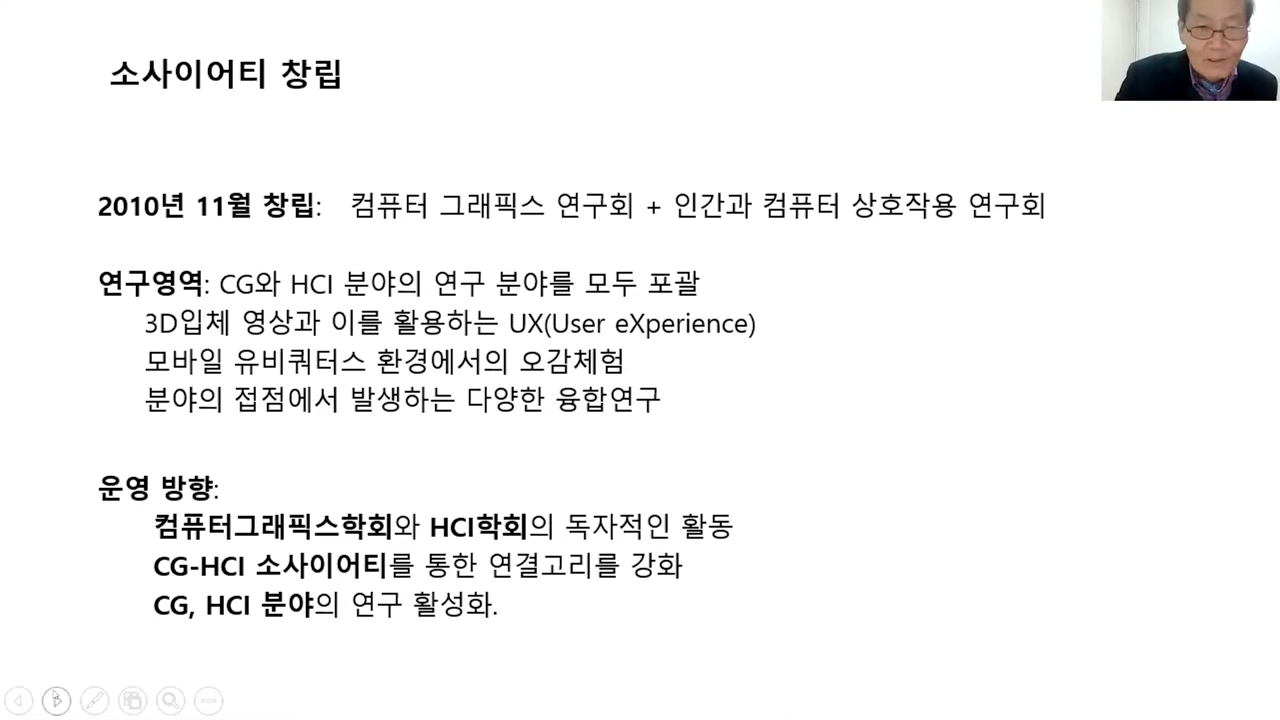 소사이어티 창립
2010년 11월 창립: 컴퓨터 그래픽스 연구회 + 인간과 컴퓨터 상호작용 연구회
연구영역: CG와 HCI 분야의 연구 분야를 모두 포괄
3D입체 영상과 이를 활용하는 UX(User eXperience)
모바일 유비쿼터스 환경에서의 오감체험
분야의 접점에서 발생하는 다양한 융합연구
운영 방향:
컴퓨터그래픽스학회와 HCI학회의 독자적인 활동
CG-HCI 소사이어티를 통한 연결고리를 강화
CG, HCI 분야의 연구 활성화.